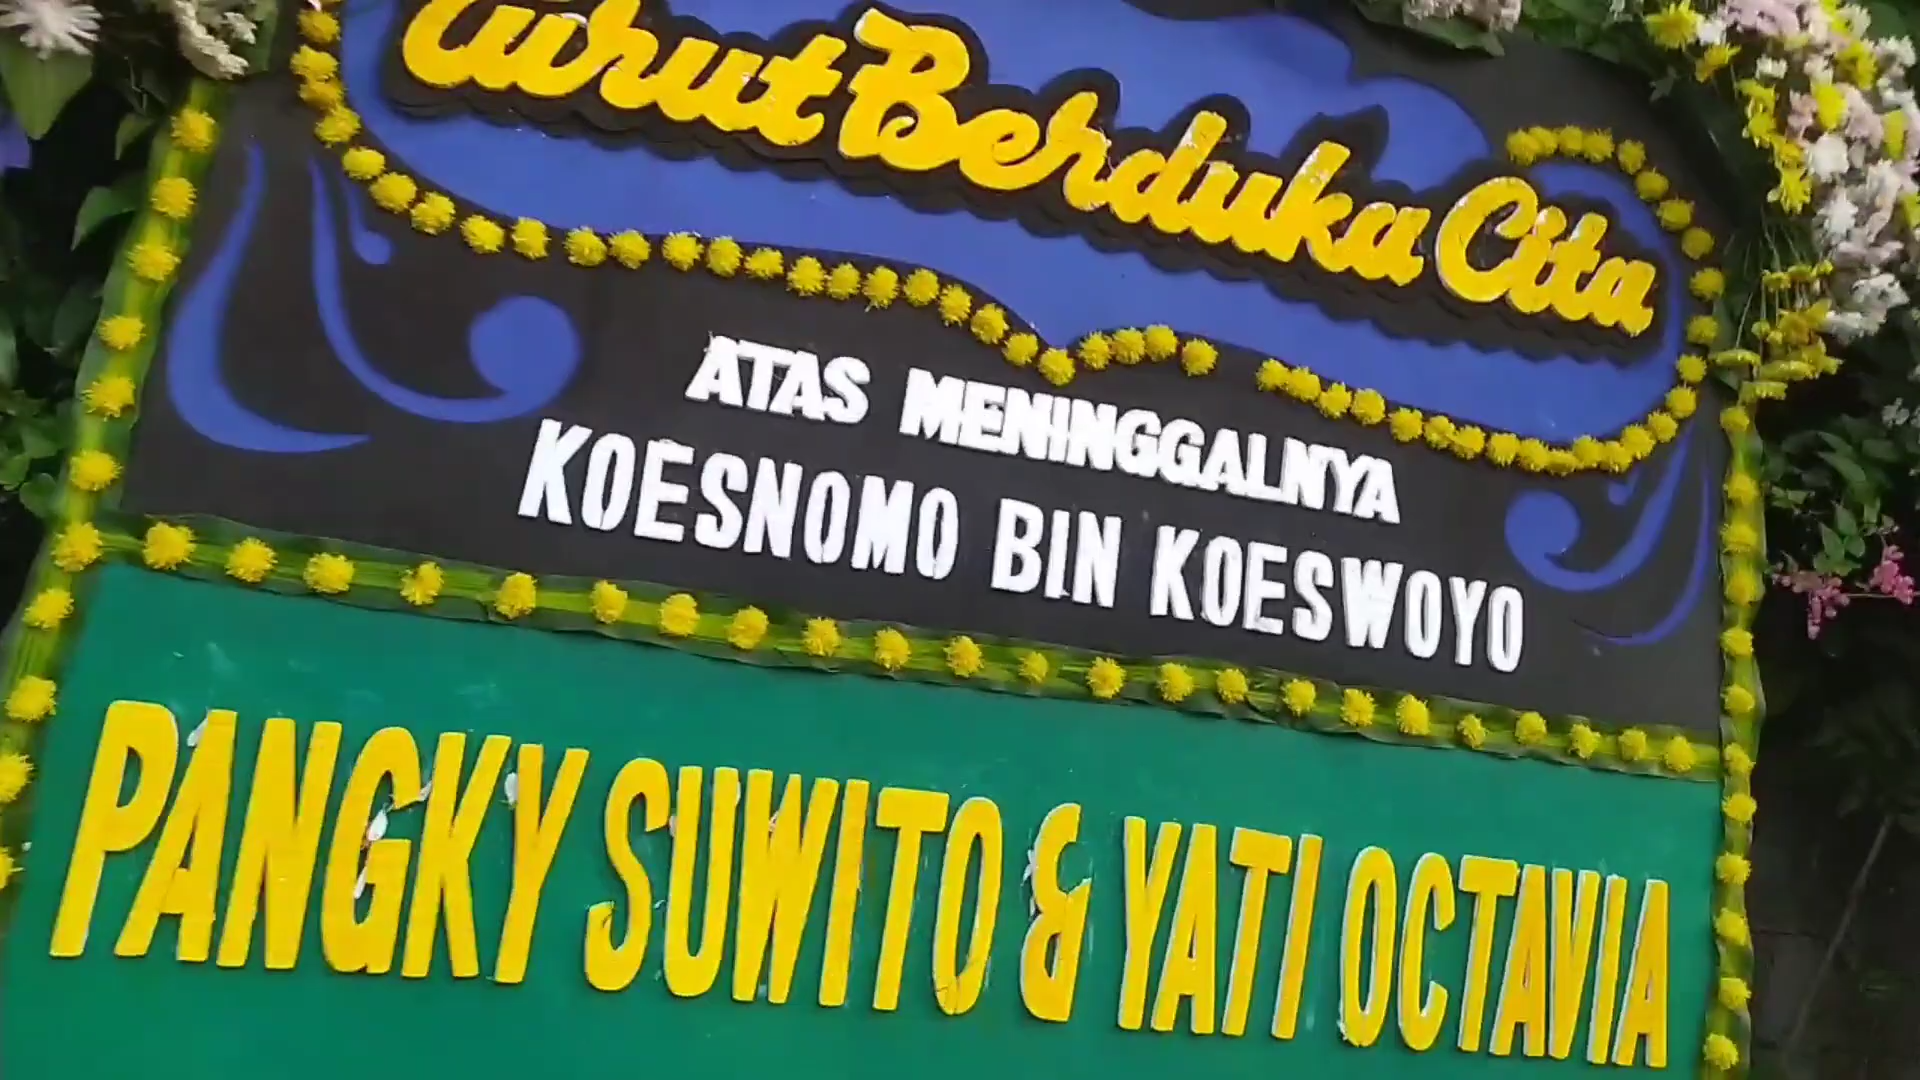 Turut Berduka Cita
ATAS MENINGGALNYA
KOESNOMO BIN KOESWOYO
PANGKY SUWITO & YATI OCTAVIA